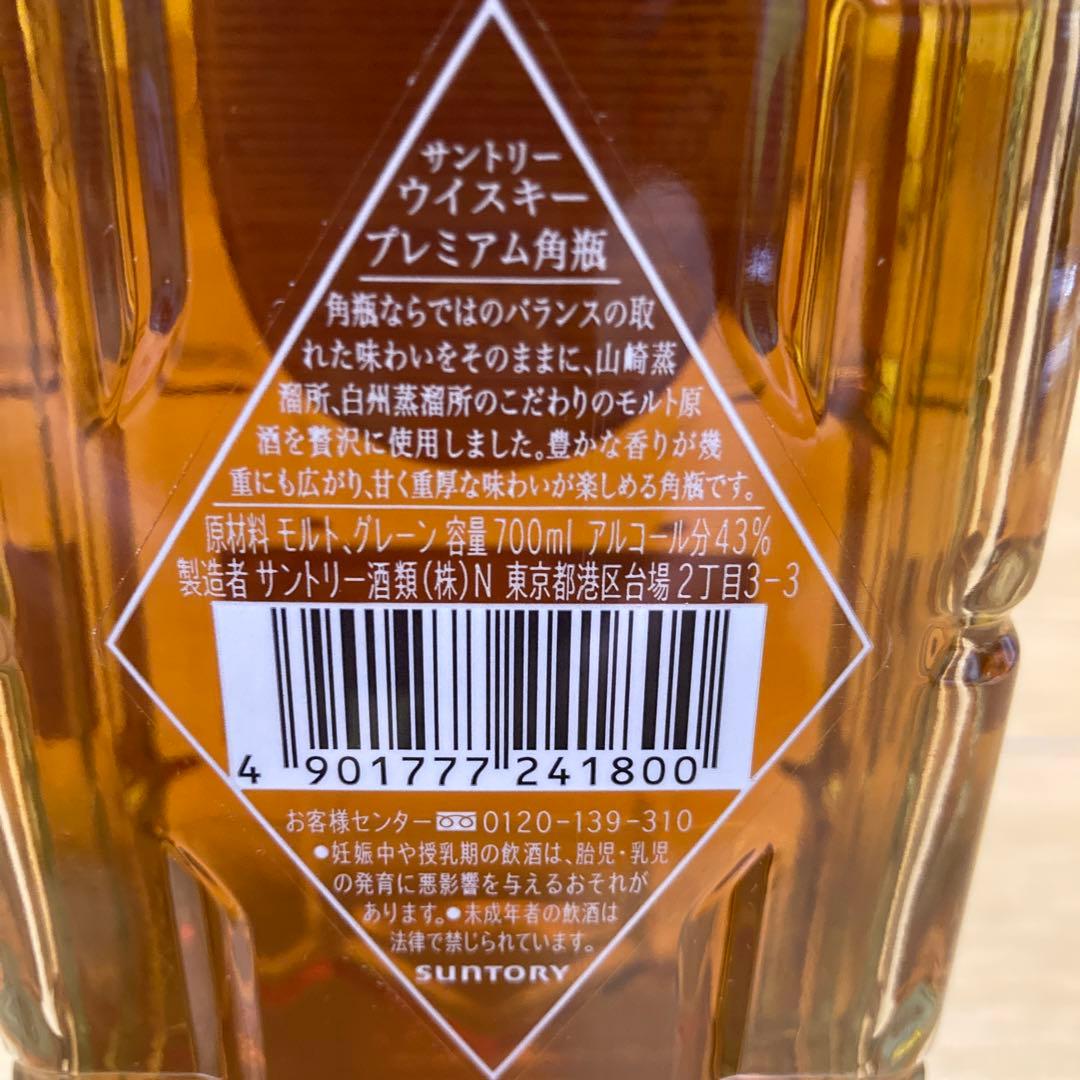 サントリー
ウイスキー
プレミアム角瓶
角瓶ならではのバランスの取
れた味わいをそのままに、山崎蒸
溜所、白州蒸溜所のこだわりのモルト原
酒を贅沢に使用しました。豊かな香りが幾
重にも広がり、甘く重厚な味わいが楽しめる角瓶です。
原材料 モルト、グレーン 容量 700ml アルコール分43%
製造者 サントリー酒類(株)N 東京都港区台場2丁目3-3
4 901777 241800
お客様センター 0120-139-310
●妊娠中や授乳期の飲酒は、胎児・乳児
の発育に悪影響を与えるおそれが
あります。●未成年者の飲酒は
法律で禁じられています。
SUNTORY